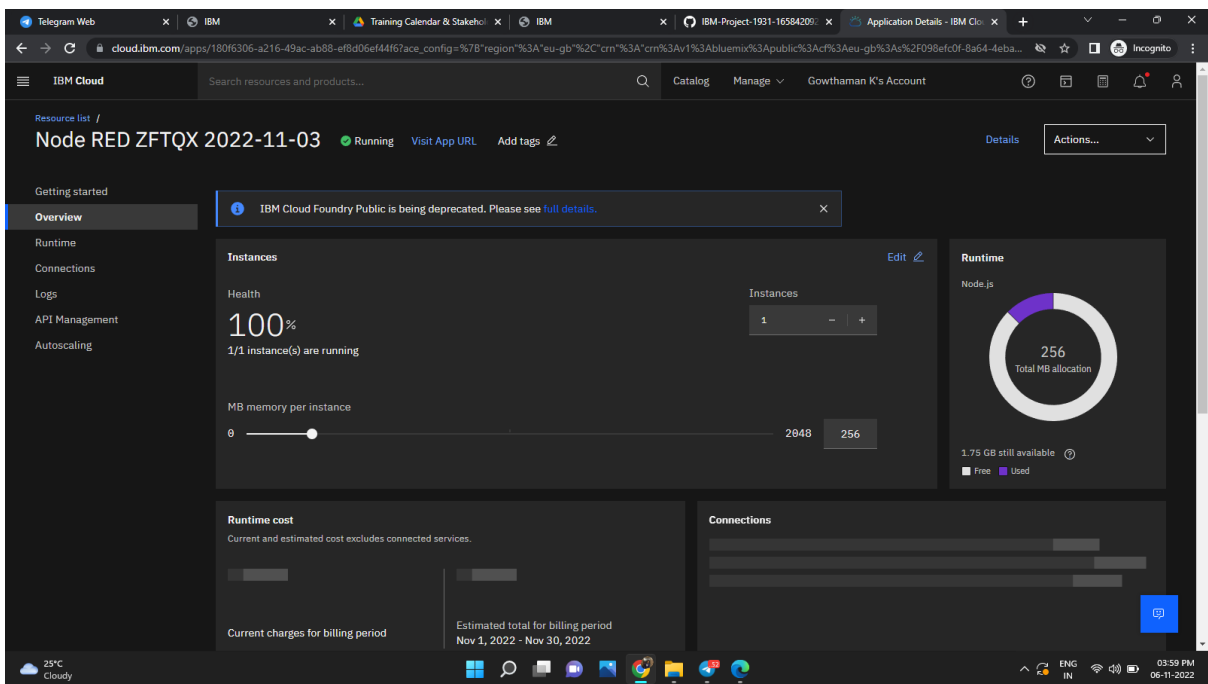 Telegram Web
IBM
Training Calendar & Stakehol
IBM
IBM-Project-1931-165842092
Application Details - IBM Clou
cloud.ibm.com/apps/180f6306-a216-49ac-ab88-ef8d06ef44f6?ace_config=%7B"region"%3A"eu-gb"%2C"crn"%3A"crn%3Av1%3Abluemix%3Apublic%3Acf%3Aeu-gb%3As%2F098efc0f-8a64-4eba...
Incognito
IBM Cloud
Search resources and products...
Catalog
Manage
Gowthaman K's Account
Resource list /
Node RED ZFTQX 2022-11-03
Running
Visit App URL
Add tags
Details
Actions...
Getting started
Overview
Runtime
Connections
Logs
API Management
Autoscaling
IBM Cloud Foundry Public is being deprecated. Please see full details.
Instances
Edit
Health
100%
1/1 instance(s) are running
Instances
1
MB memory per instance
0
2048
256
Runtime
Node.js
256
Total MB allocation
1.75 GB still available
Free
Used
Runtime cost
Current and estimated cost excludes connected services.
Current charges for billing period
Estimated total for billing period
Nov 1, 2022 - Nov 30, 2022
Connections
25°C
Cloudy
ENG
IN
03:59 PM
06-11-2022